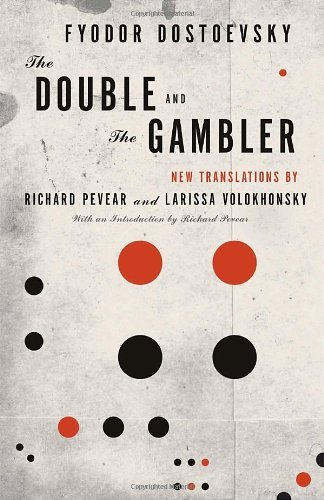 FYODOR DOSTOEVSKY
The
DOUBLE AND
The GAMBLER
NEW TRANSLATIONS BY
RICHARD PEVEAR and LARISSA VOLOKHONSKY
With an Introduction by Richard Pevear